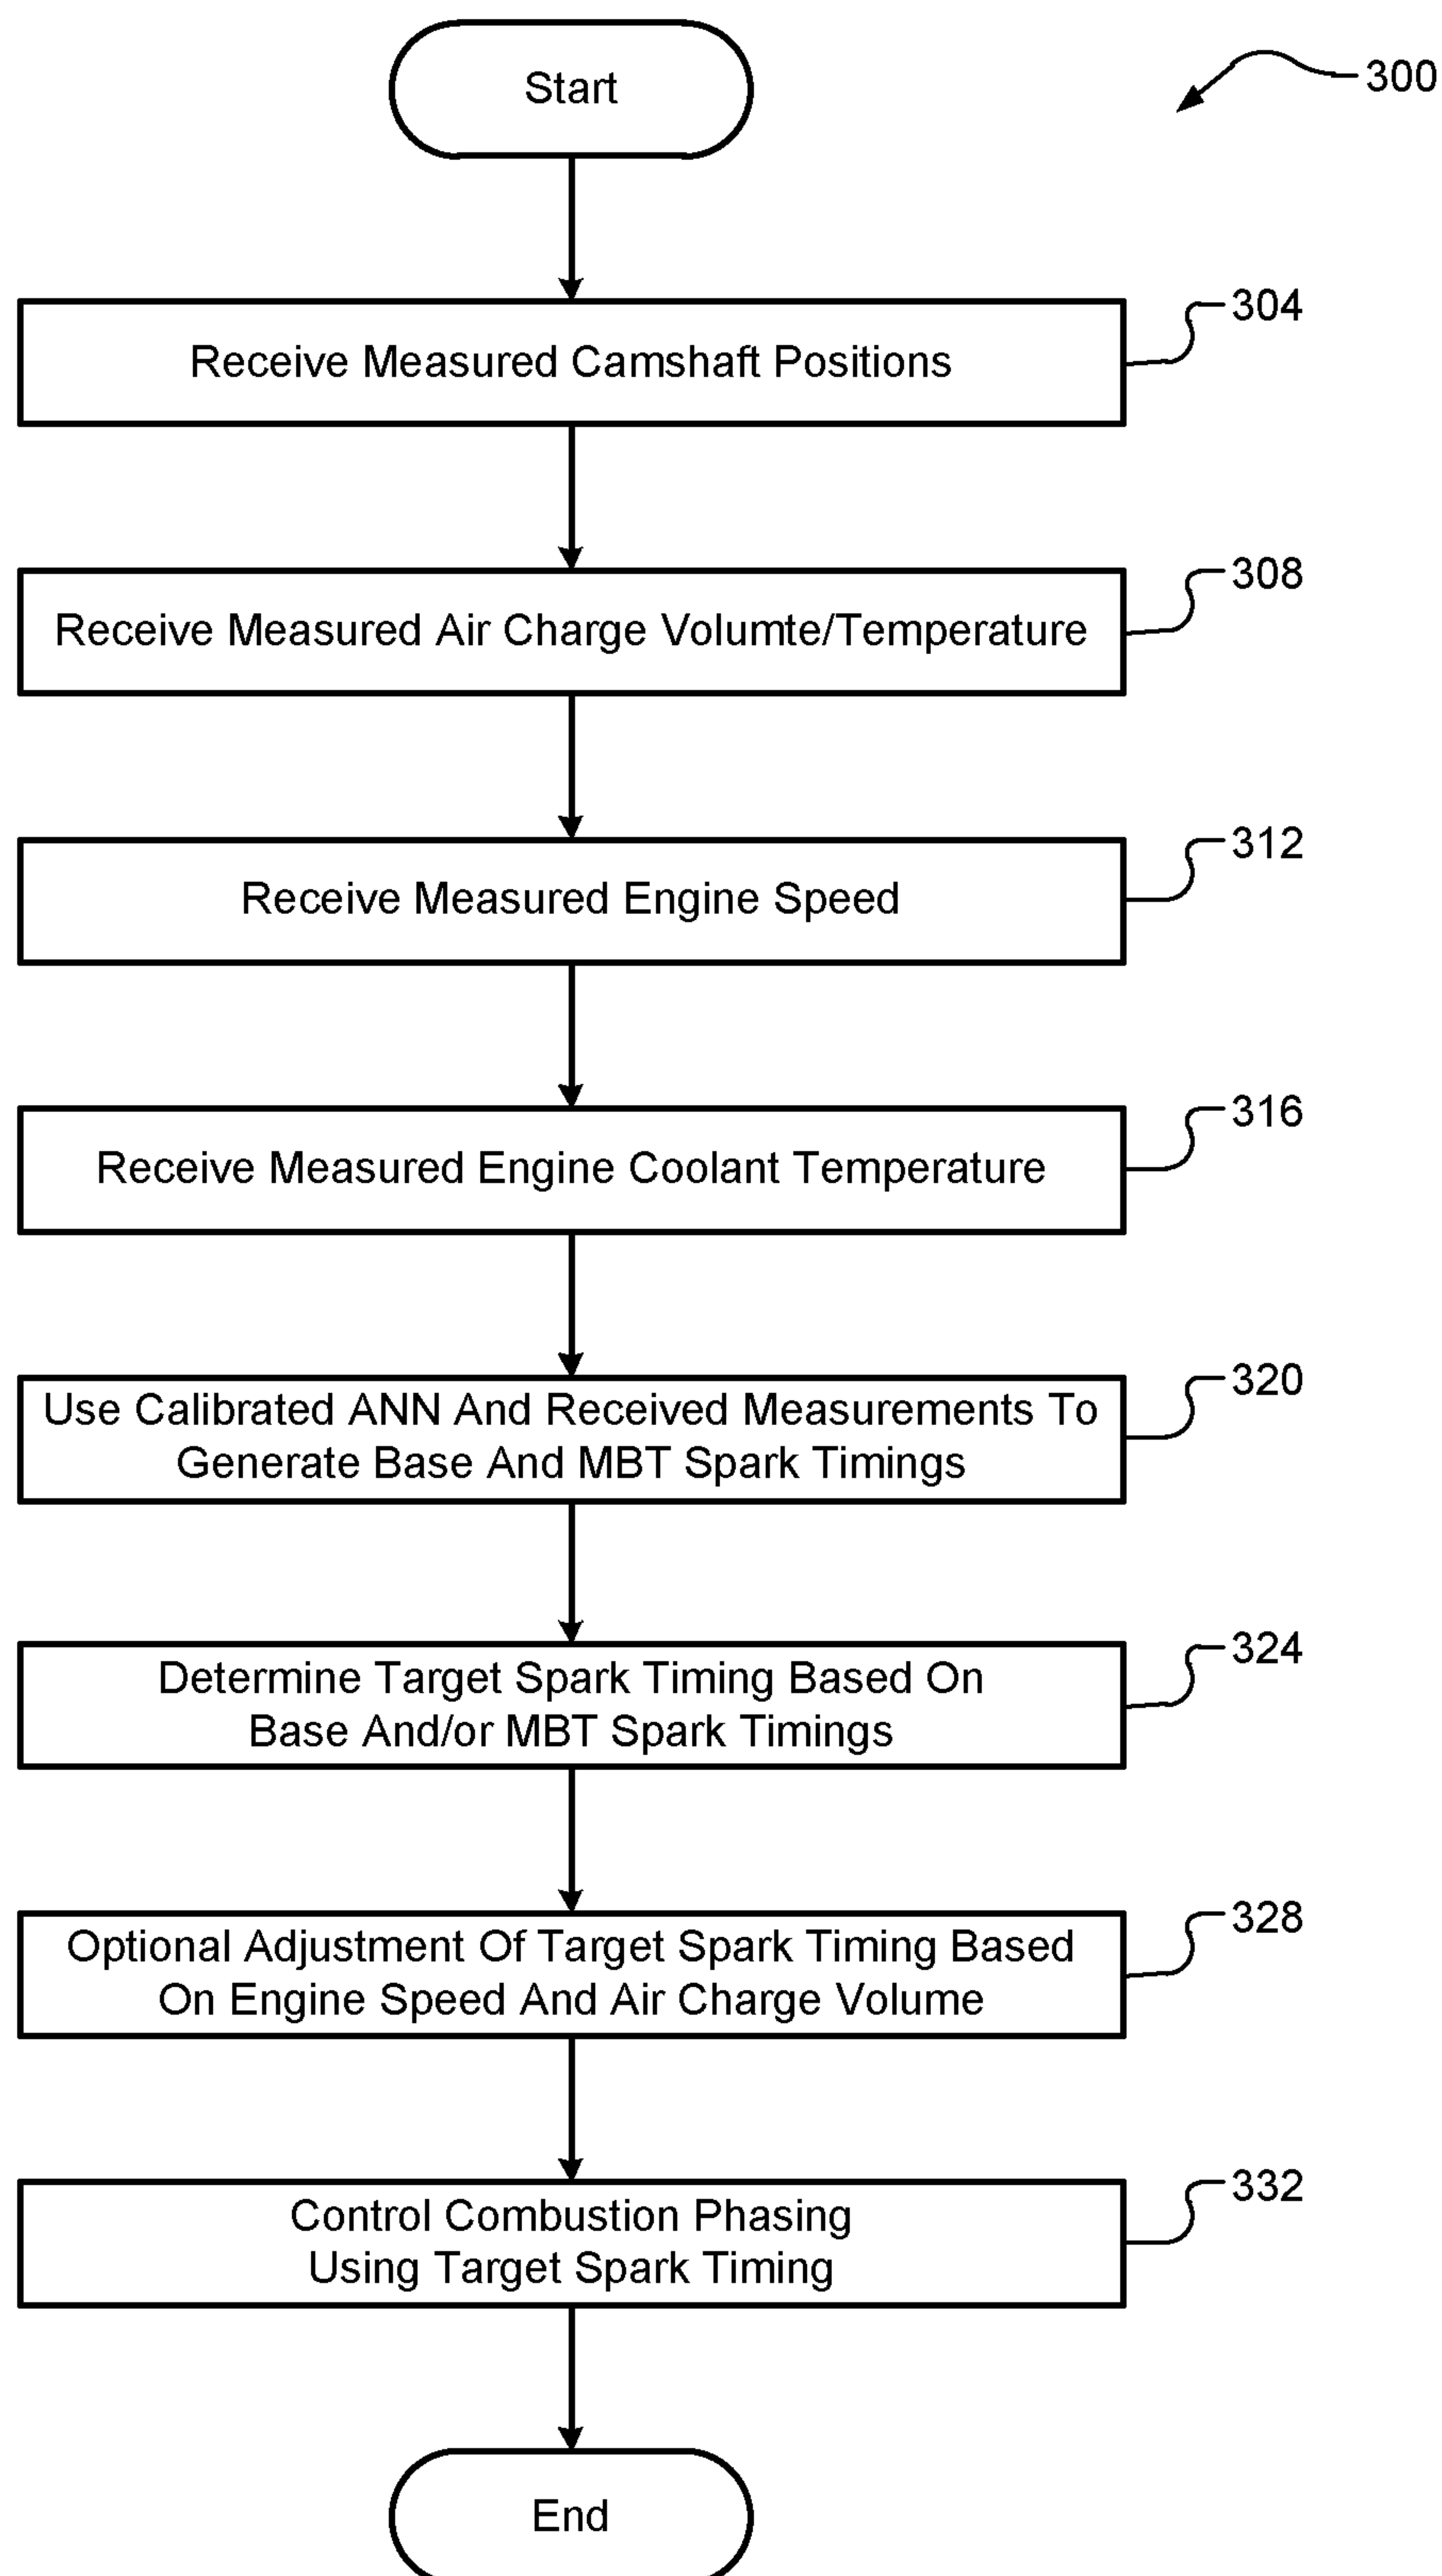 Start
300
Receive Measured Camshaft Positions
304
Receive Measured Air Charge Volumte/Temperature
308
Receive Measured Engine Speed
312
Receive Measured Engine Coolant Temperature
316
Use Calibrated ANN And Received Measurements To
Generate Base And MBT Spark Timings
320
Determine Target Spark Timing Based On
Base And/or MBT Spark Timings
324
Optional Adjustment Of Target Spark Timing Based
On Engine Speed And Air Charge Volume
328
Control Combustion Phasing
Using Target Spark Timing
332
End